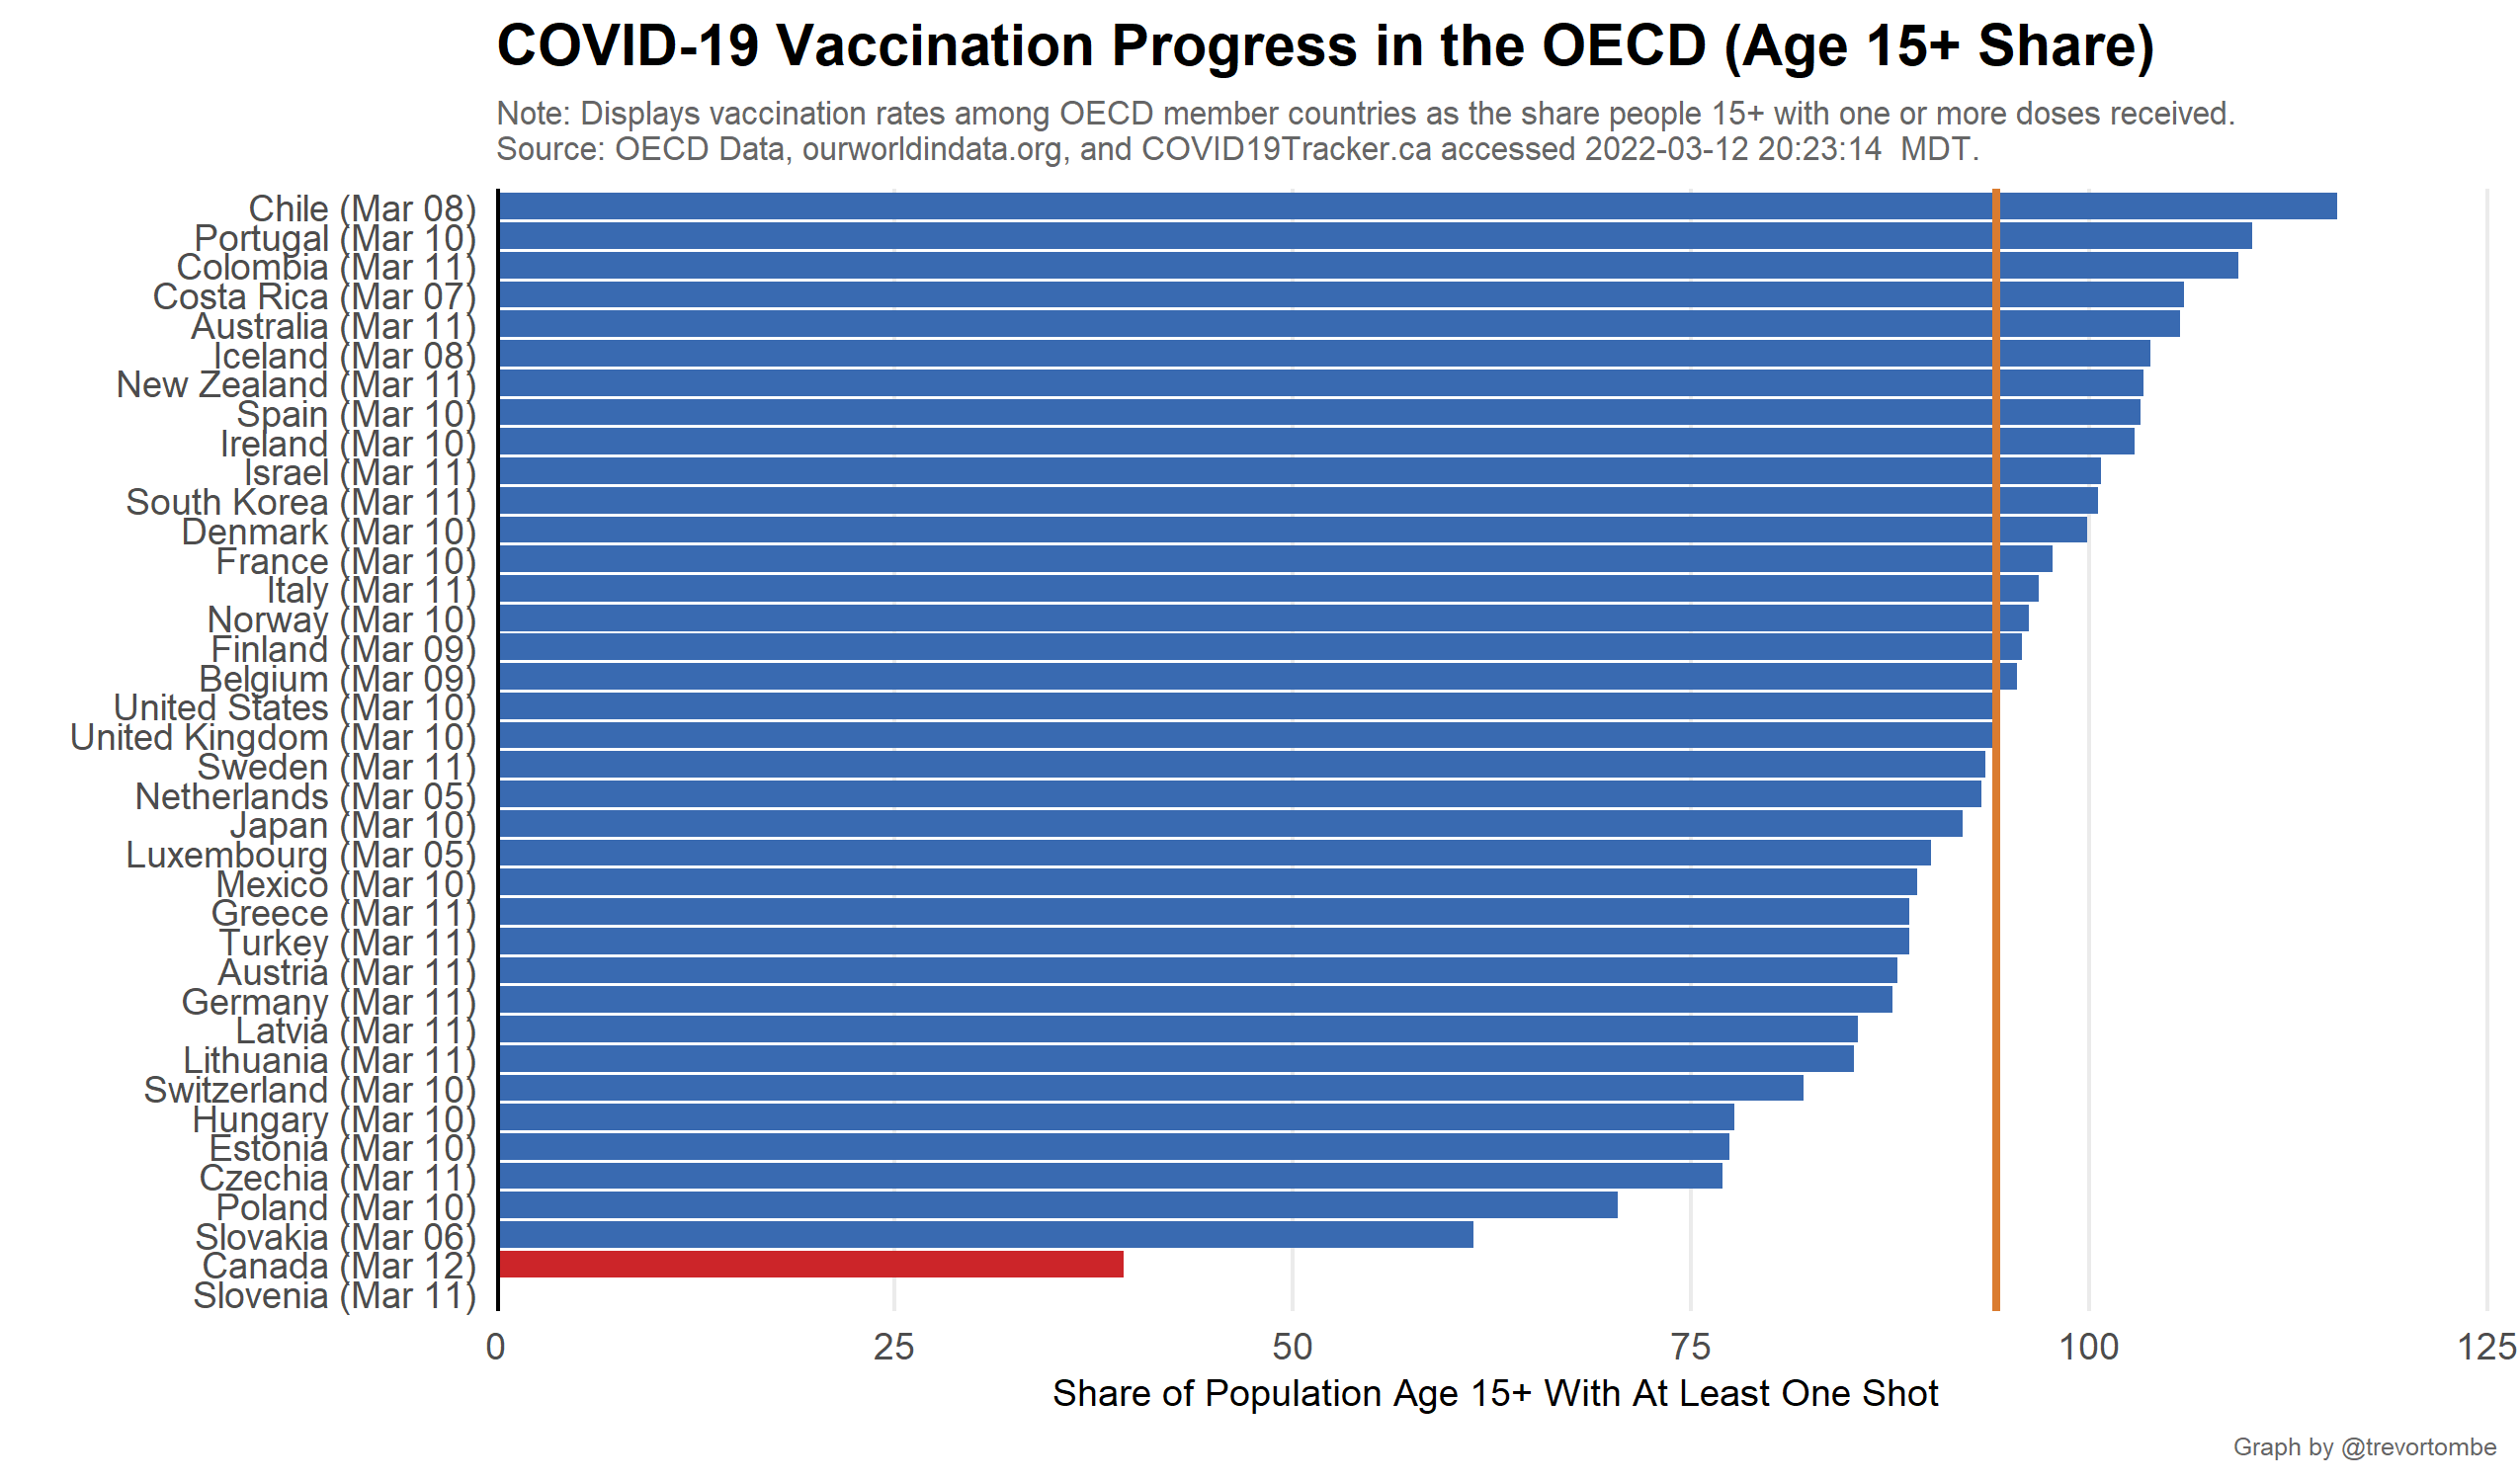 COVID-19 Vaccination Progress in the OECD (Age 15+ Share)
Note: Displays vaccination rates among OECD member countries as the share people 15+ with one or more doses received.
Source: OECD Data, ourworldindata.org, and COVID19Tracker.ca accessed 2022-03-12 20:23:14  MDT.
Chile (Mar 08)
Portugal (Mar 10)
Colombia (Mar 11)
Costa Rica (Mar 07)
Australia (Mar 11)
Iceland (Mar 08)
New Zealand (Mar 11)
Spain (Mar 10)
Ireland (Mar 10)
Israel (Mar 11)
South Korea (Mar 11)
Denmark (Mar 10)
France (Mar 10)
Italy (Mar 11)
Norway (Mar 10)
Finland (Mar 09)
Belgium (Mar 09)
United States (Mar 10)
United Kingdom (Mar 10)
Sweden (Mar 11)
Netherlands (Mar 05)
Japan (Mar 10)
Luxembourg (Mar 05)
Mexico (Mar 10)
Greece (Mar 11)
Turkey (Mar 11)
Austria (Mar 11)
Germany (Mar 11)
Latvia (Mar 11)
Lithuania (Mar 11)
Switzerland (Mar 10)
Hungary (Mar 10)
Estonia (Mar 10)
Czechia (Mar 11)
Poland (Mar 10)
Slovakia (Mar 06)
Canada (Mar 12)
Slovenia (Mar 11)
0 25 50 75 100 125
Share of Population Age 15+ With At Least One Shot
Graph by @trevortombe